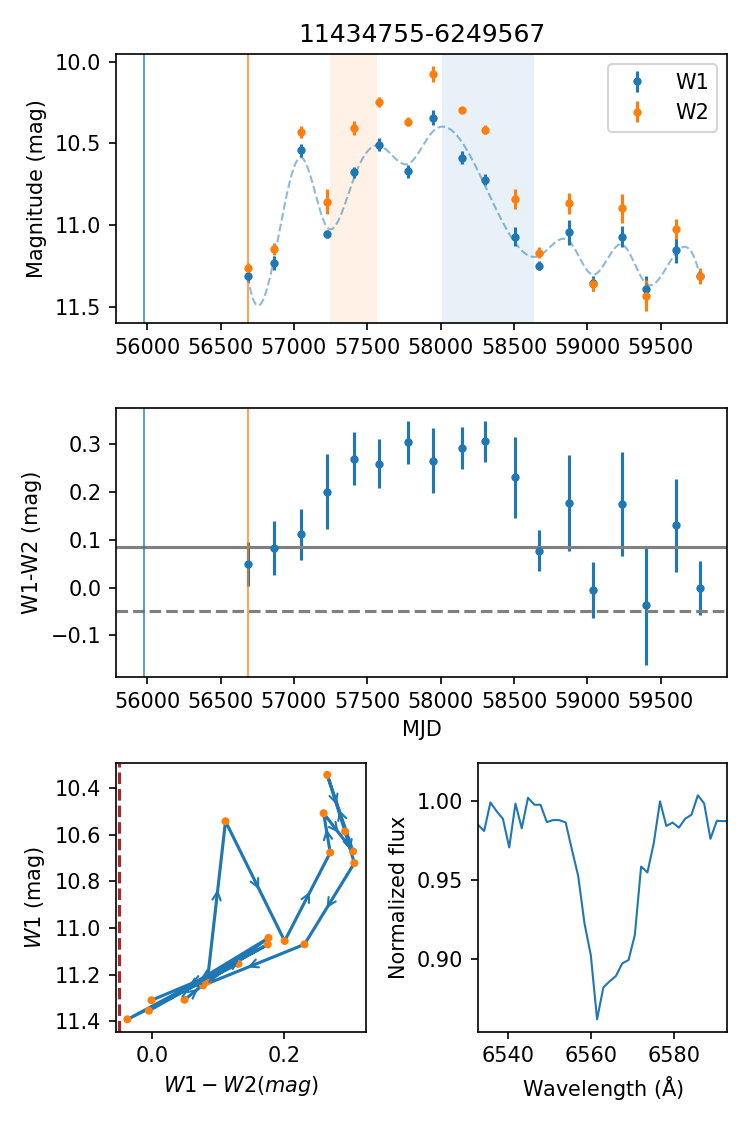 11434755-6249567
Magnitude (mag)
10.0
10.5
11.0
11.5
W1
W2
56000 56500 57000 57500 58000 58500 59000 59500
W1-W2 (mag)
0.3
0.2
0.1
0.0
−0.1
56000 56500 57000 57500 58000 58500 59000 59500
MJD
W1 (mag)
10.4
10.6
10.8
11.0
11.2
11.4
0.0 0.2
W1 − W2(mag)
Normalized flux
1.00
0.95
0.90
6540 6560 6580
Wavelength (Å)